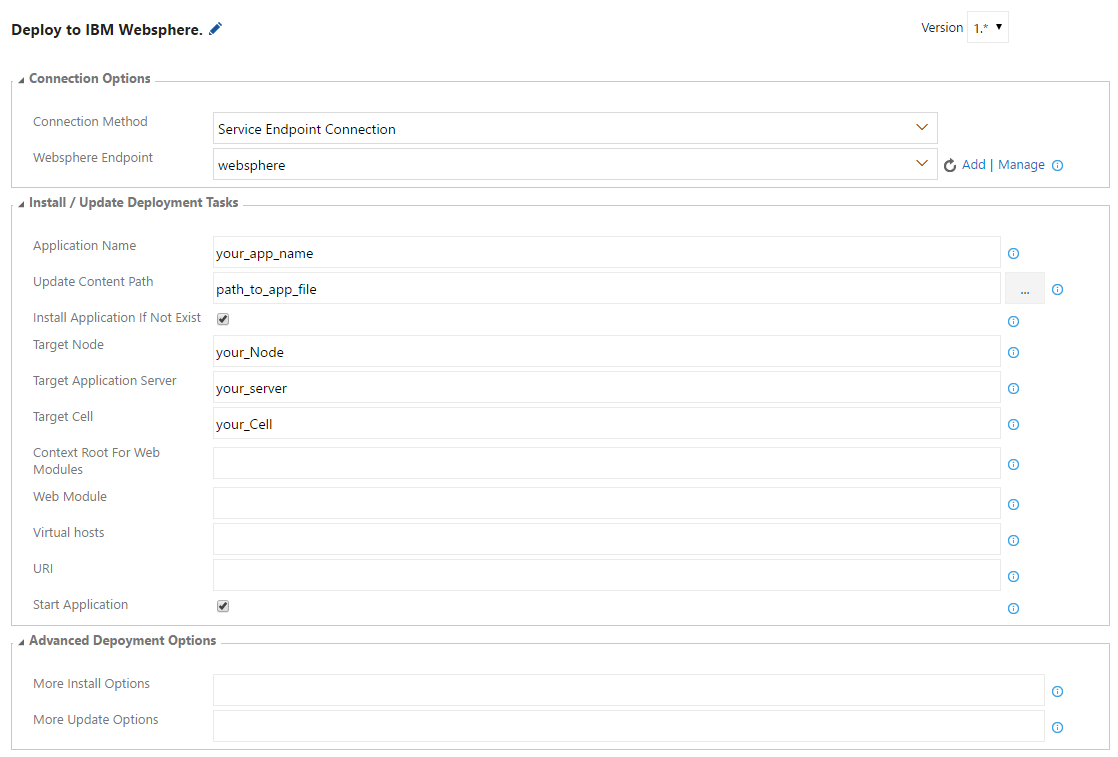 Deploy to IBM Websphere.
Version 1.*
Connection Options
Connection Method
Service Endpoint Connection
Websphere Endpoint
websphere
Add | Manage
Install / Update Deployment Tasks
Application Name
your_app_name
Update Content Path
path_to_app_file
...
Install Application If Not Exist
Target Node
your_Node
Target Application Server
your_server
Target Cell
your_Cell
Context Root For Web
Modules
Web Module
Virtual hosts
URI
Start Application
Advanced Depoyment Options
More Install Options
More Update Options